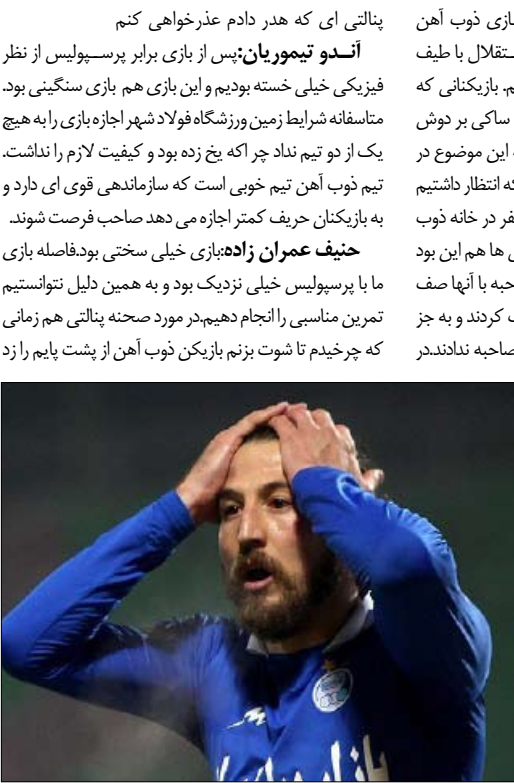 بازی ذوب آهن
ستقلال با طیف
م. بازیکنانی که
ساکی بر دوش
این موضوع در
که انتظار داشتیم
فر در خانه ذوب
ها هم این بود
حبه با آنها صف
کردند و به جز
صاحبه ندادند.در
پنالتی ای که هدر دادم عذرخواهی کنم
آنـدو تیموریان:پس از بازی برابر پرسـپولیس از نظر
فیزیکی خیلی خسته بودیم و این بازی هم بازی سنگینی بود.
متاسفانه شرایط زمین ورزشگاه فولاد شهر اجازه بازی را به هیچ
یک از دو تیم نداد چر اکه یخ زده بود و کیفیت لازم را نداشت.
تیم ذوب آهن تیم خوبی است که سازماندهی قوی ای دارد و
به بازیکنان حریف کمتر اجازه می دهد صاحب فرصت شوند.
حنیف عمران زاده:بازی خیلی سختی بود.فاصله بازی
ما با پرسپولیس خیلی نزدیک بود و به همین دلیل نتوانستیم
تمرین مناسبی را انجام دهیم.در مورد صحنه پنالتی هم زمانی
که چرخیدم تا شوت بزنم بازیکن ذوب آهن از پشت پایم را زد